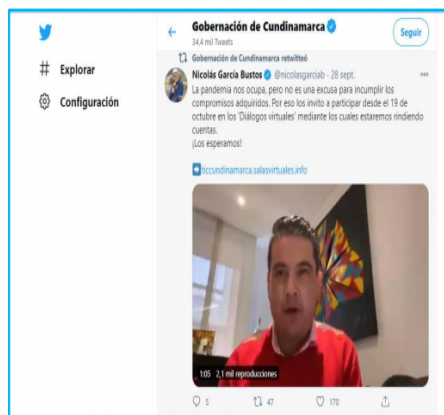 Gobernación de Cundinamarca
34,4 mil Tweets
Seguir
Explorar
Configuración
Gobernación de Cundinamarca retwitteó
Nicolás García Bustos @nicolasgarciab · 28 sept.
La pandemia nos ocupa, pero no es una excusa para incumplir los
compromisos adquiridos. Por eso los invito a participar desde el 19 de
octubre en los 'Diálogos virtuales' mediante los cuales estaremos rindiendo
cuentas.
¡Los esperamos!
ticcundinamarca.salasvirtuales.info
1:05 2,1 mil reproducciones
5 47 170